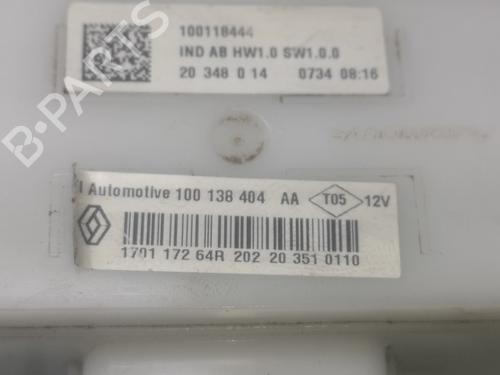 100118444
IND AB HW1.0 SW1.0.0
20 348 0 14 0734 08:16
I Automotive 100 138 404 AA T05 12V
1701 172 64R 202 20 351 0110